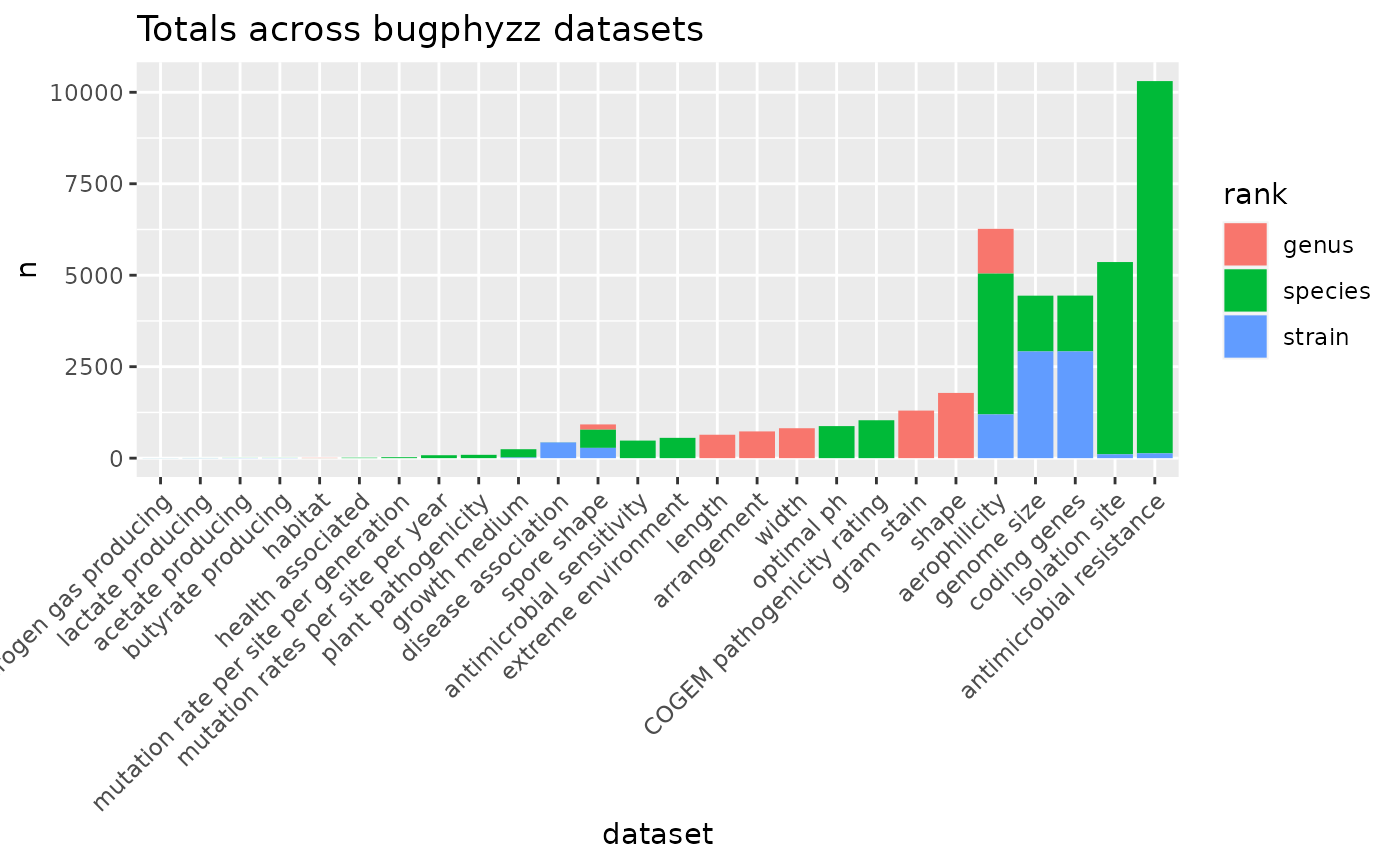 Totals across bugphyzz datasets
n
10000
7500
5000
2500
0
rank
genus
species
strain
gas producing
lactate producing
acetate producing
butyrate producing
habitat
health associated
mutation rate per site per generation
mutation rates per site per year
plant pathogenicity
growth medium
disease association
spore shape
antimicrobial sensitivity
extreme environment
length
arrangement
width
optimal ph
COGEM pathogenicity rating
gram stain
shape
aerophilicity
genome size
coding genes
isolation site
antimicrobial resistance
dataset